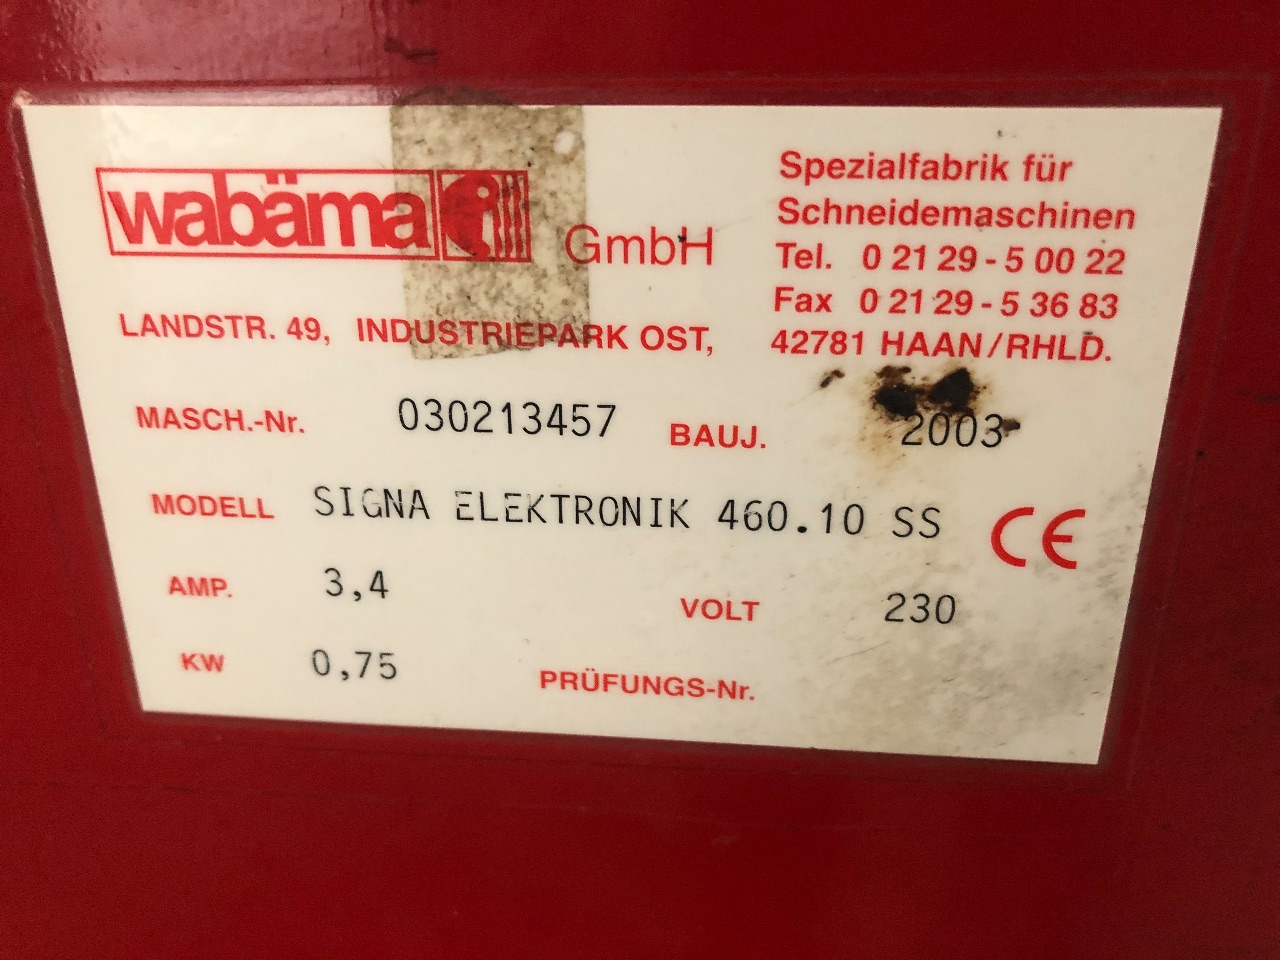 wabäma GmbH
Spezialfabrik für
Schneidemaschinen
Tel. 0 21 29 - 5 00 22
Fax 0 21 29 - 5 36 83
LANDSTR. 49, INDUSTRIEPARK OST, 42781 HAAN/RHLD.
MASCH.-Nr. 030213457 BAUJ. 2003
MODELL SIGNA ELEKTRONIK 460.10 SS CE
AMP. 3,4 VOLT 230
KW 0,75 PRÜFUNGS-Nr.